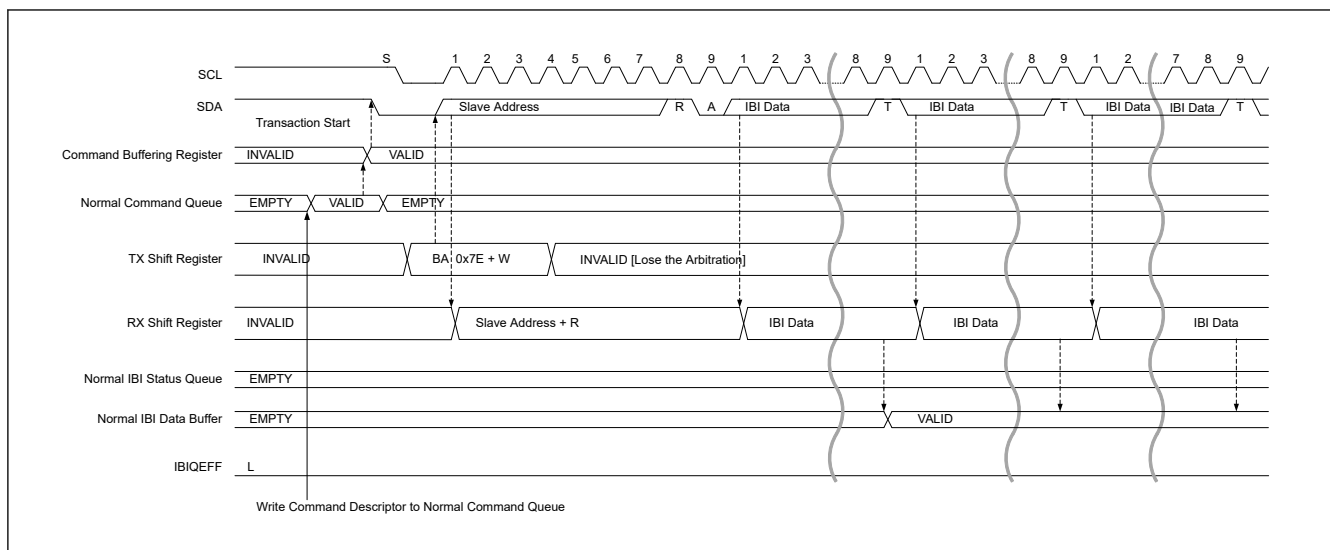 S 1 2 3 4 5 6 7 8 9 1 2 3 8 9 1 2 3 8 9 1 2 7 8 9
SCL
SDA Slave Address R A IBI Data T IBI Data T IBI Data IBI Data T
Transaction Start
Command Buffering Register INVALID VALID
Normal Command Queue EMPTY VALID EMPTY
TX Shift Register INVALID BA 0x7E + W INVALID [Lose the Arbitration]
RX Shift Register INVALID Slave Address + R IBI Data IBI Data IBI Data
Normal IBI Status Queue EMPTY
Normal IBI Data Buffer EMPTY VALID
IBIQEFF L
Write Command Descriptor to Normal Command Queue